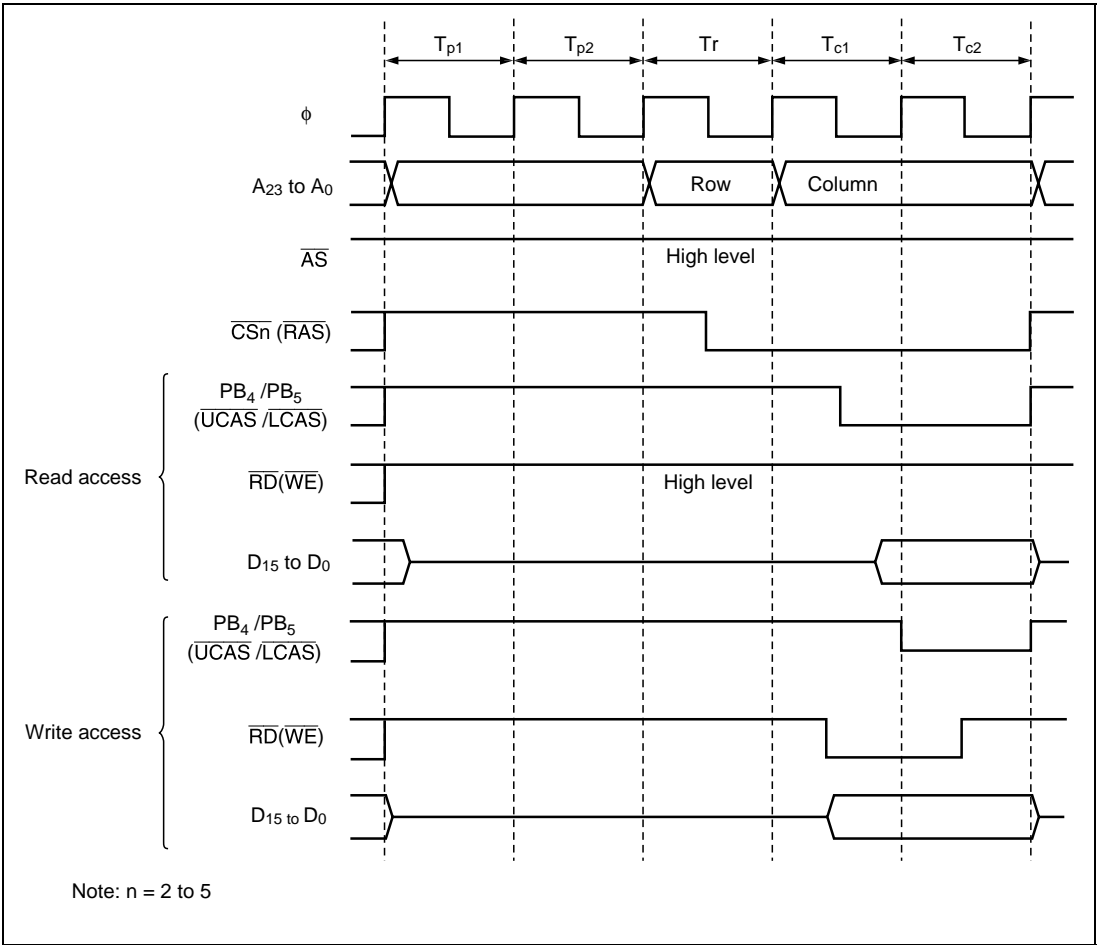 Tp1 Tp2 Tr Tc1 Tc2
φ
A23 to A0 Row Column
AS High level
CSn (RAS)
PB4 /PB5
(UCAS /LCAS)
Read access RD(WE) High level
D15 to D0
PB4 /PB5
(UCAS /LCAS)
Write access RD(WE)
D15 to D0
Note: n = 2 to 5